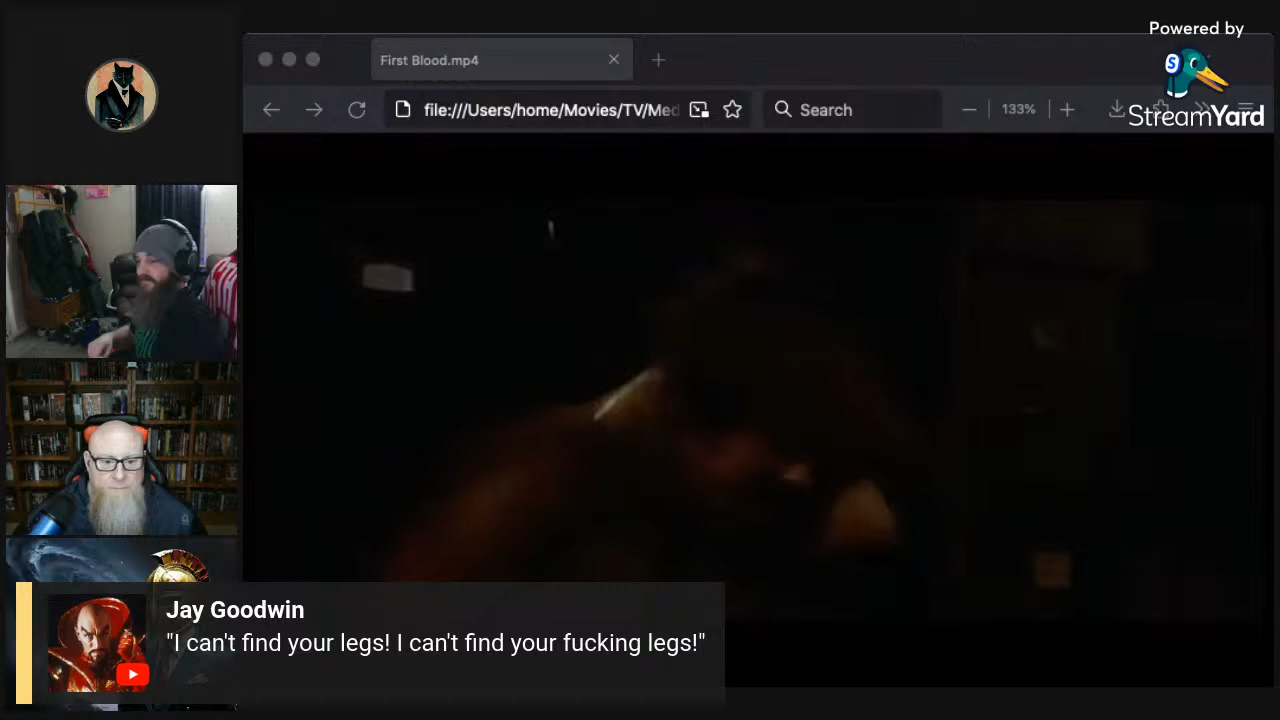 Powered by
StreamYard
First Blood.mp4
file:///Users/home/Movies/TV/Med
Search
133%
Jay Goodwin
"I can't find your legs! I can't find your fucking legs!"